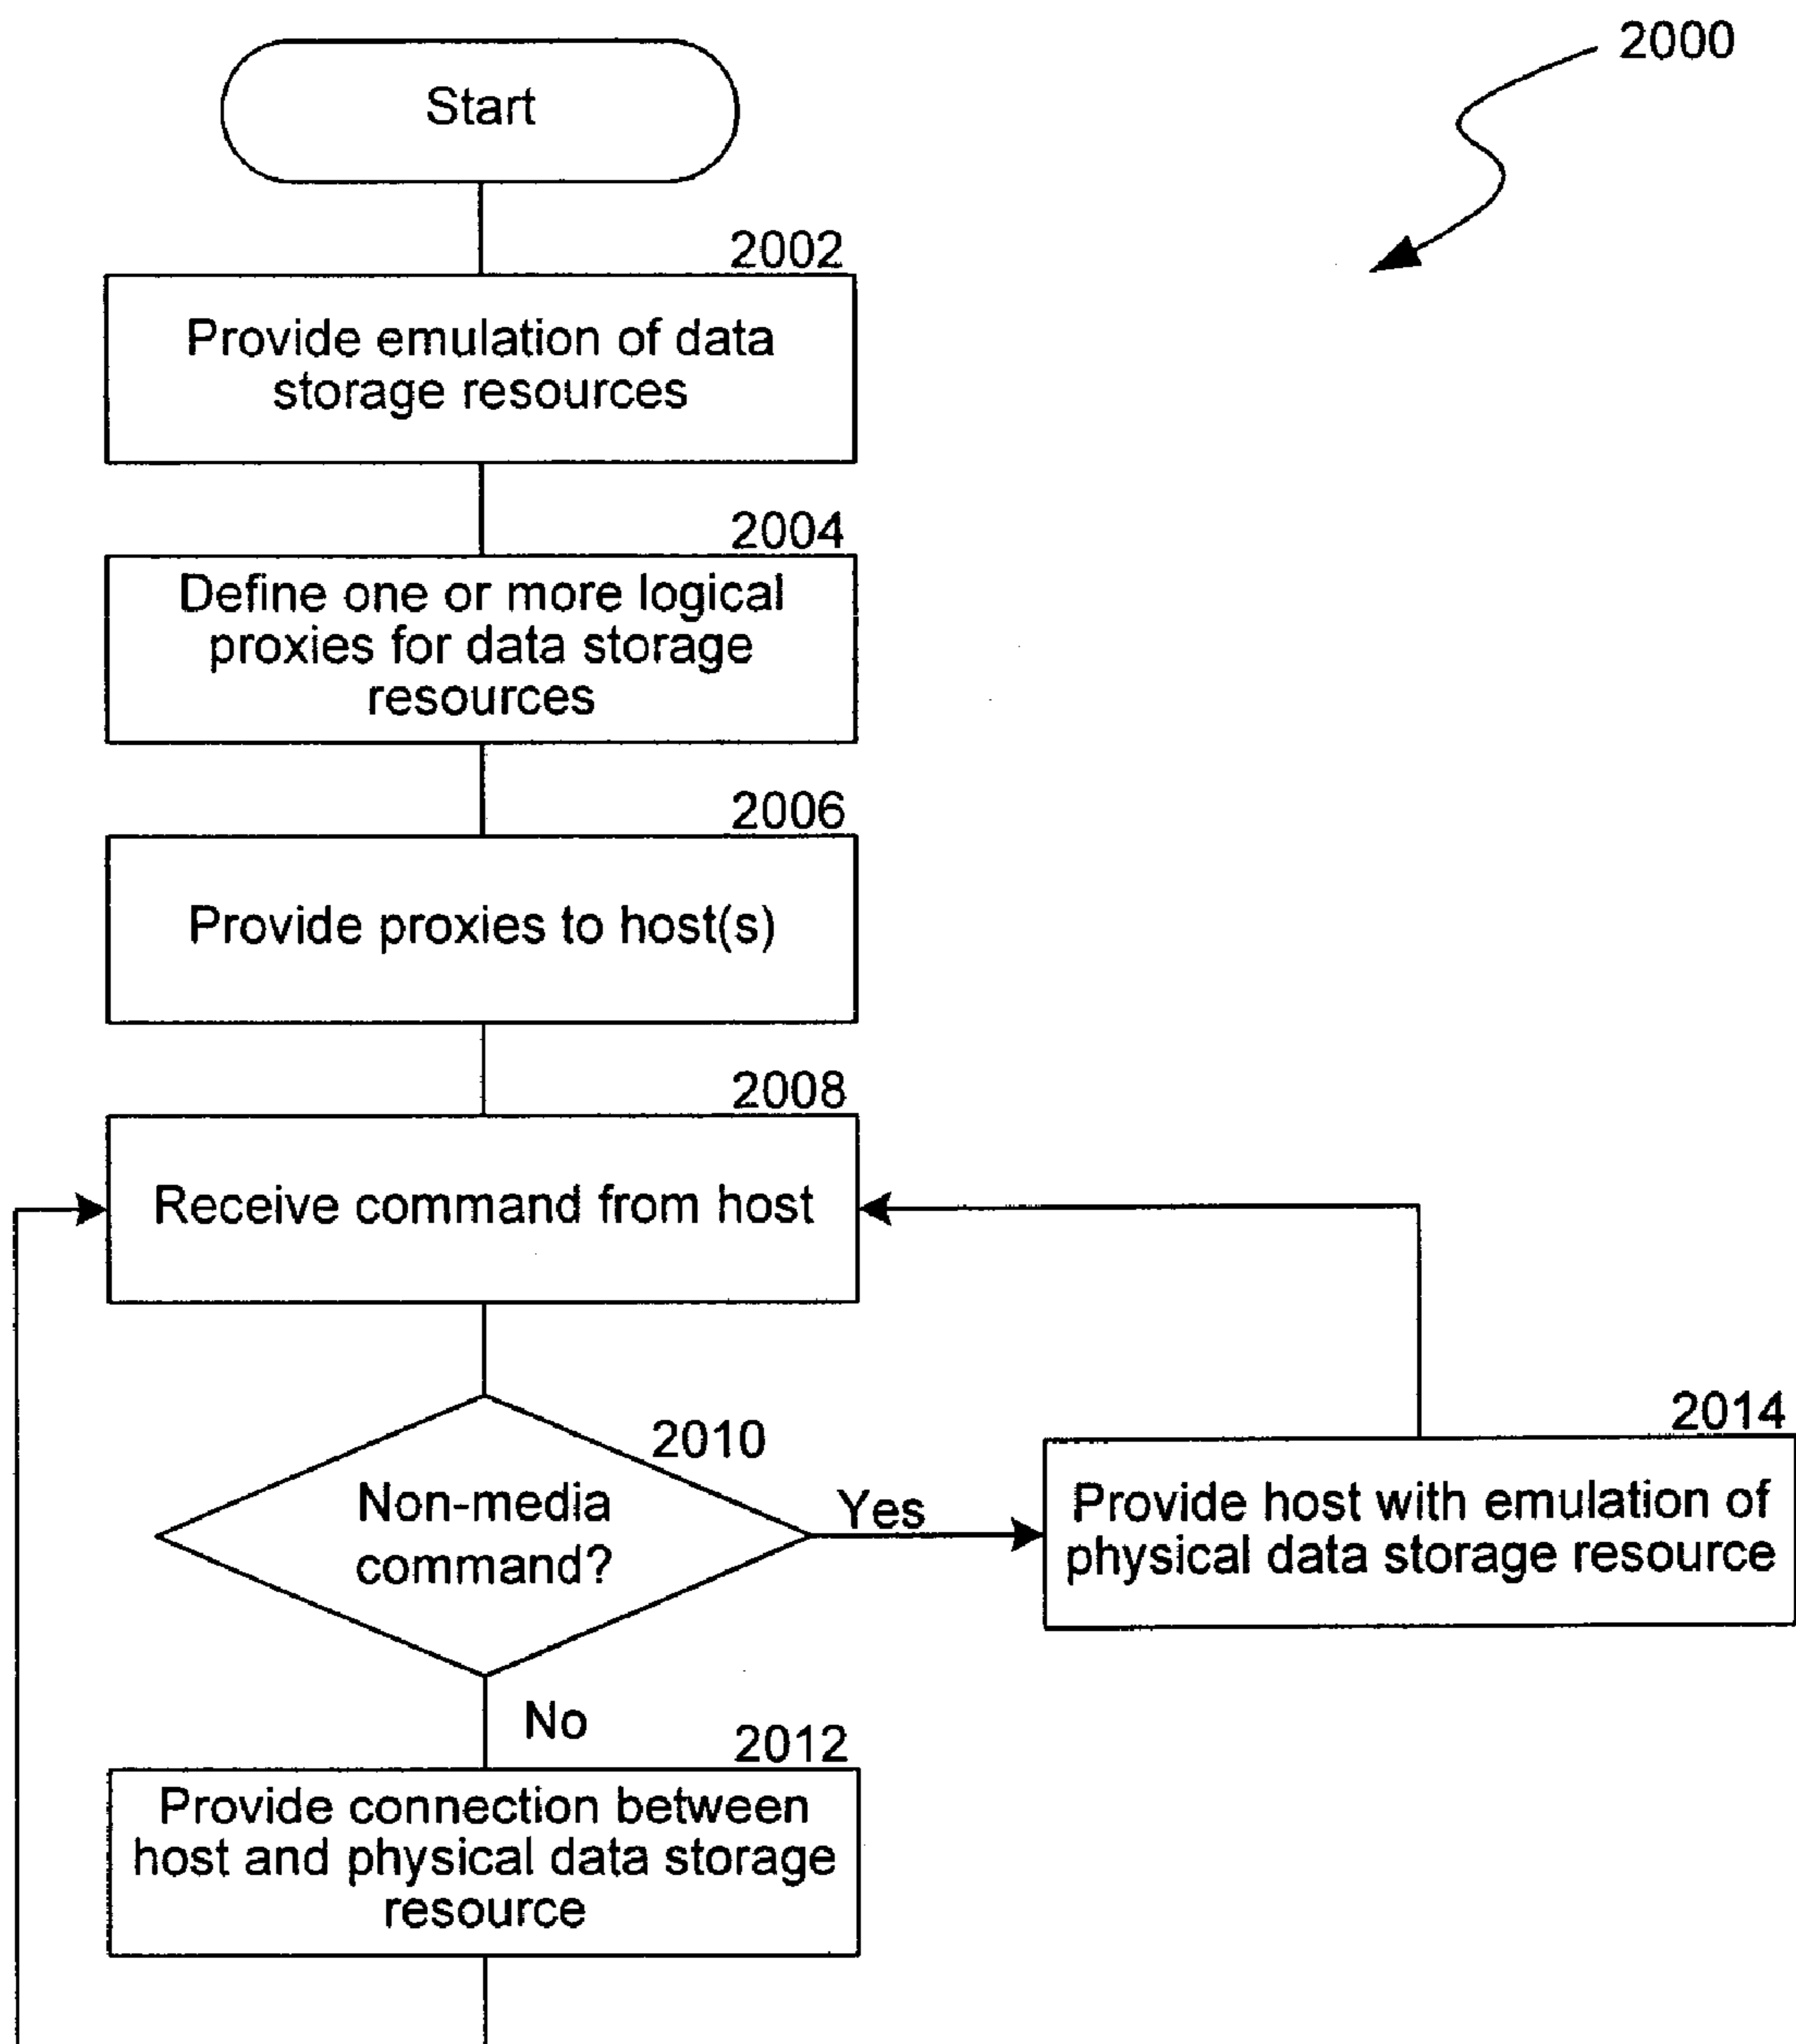 2000
Start
2002
Provide emulation of data
storage resources
2004
Define one or more logical
proxies for data storage
resources
2006
Provide proxies to host(s)
2008
Receive command from host
2010
Non-media
command?
Yes
2014
Provide host with emulation of
physical data storage resource
No
2012
Provide connection between
host and physical data storage
resource